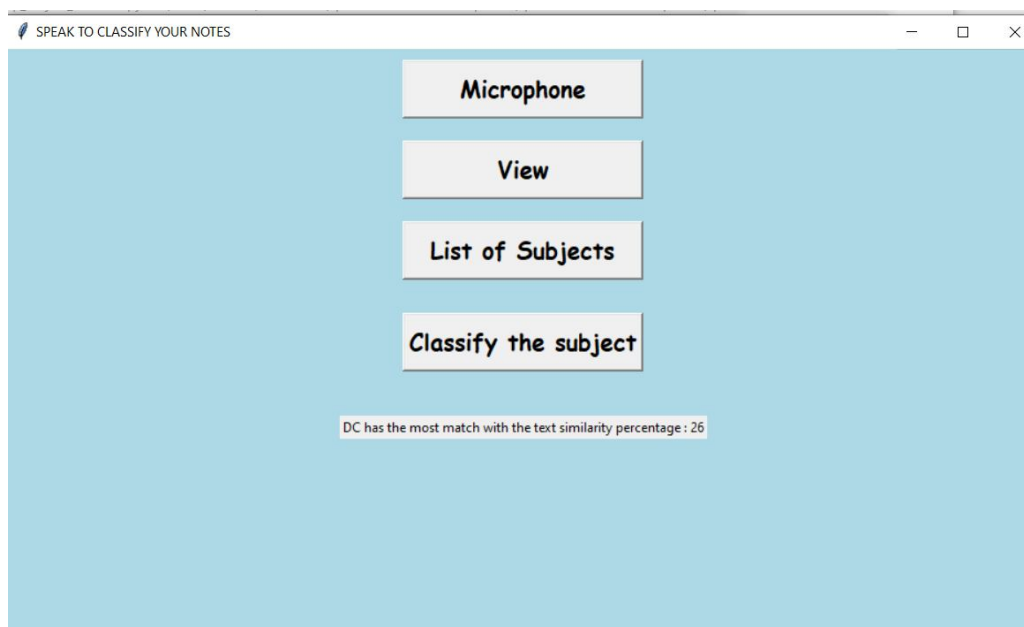 SPEAK TO CLASSIFY YOUR NOTES
Microphone
View
List of Subjects
Classify the subject
DC has the most match with the text similarity percentage : 26